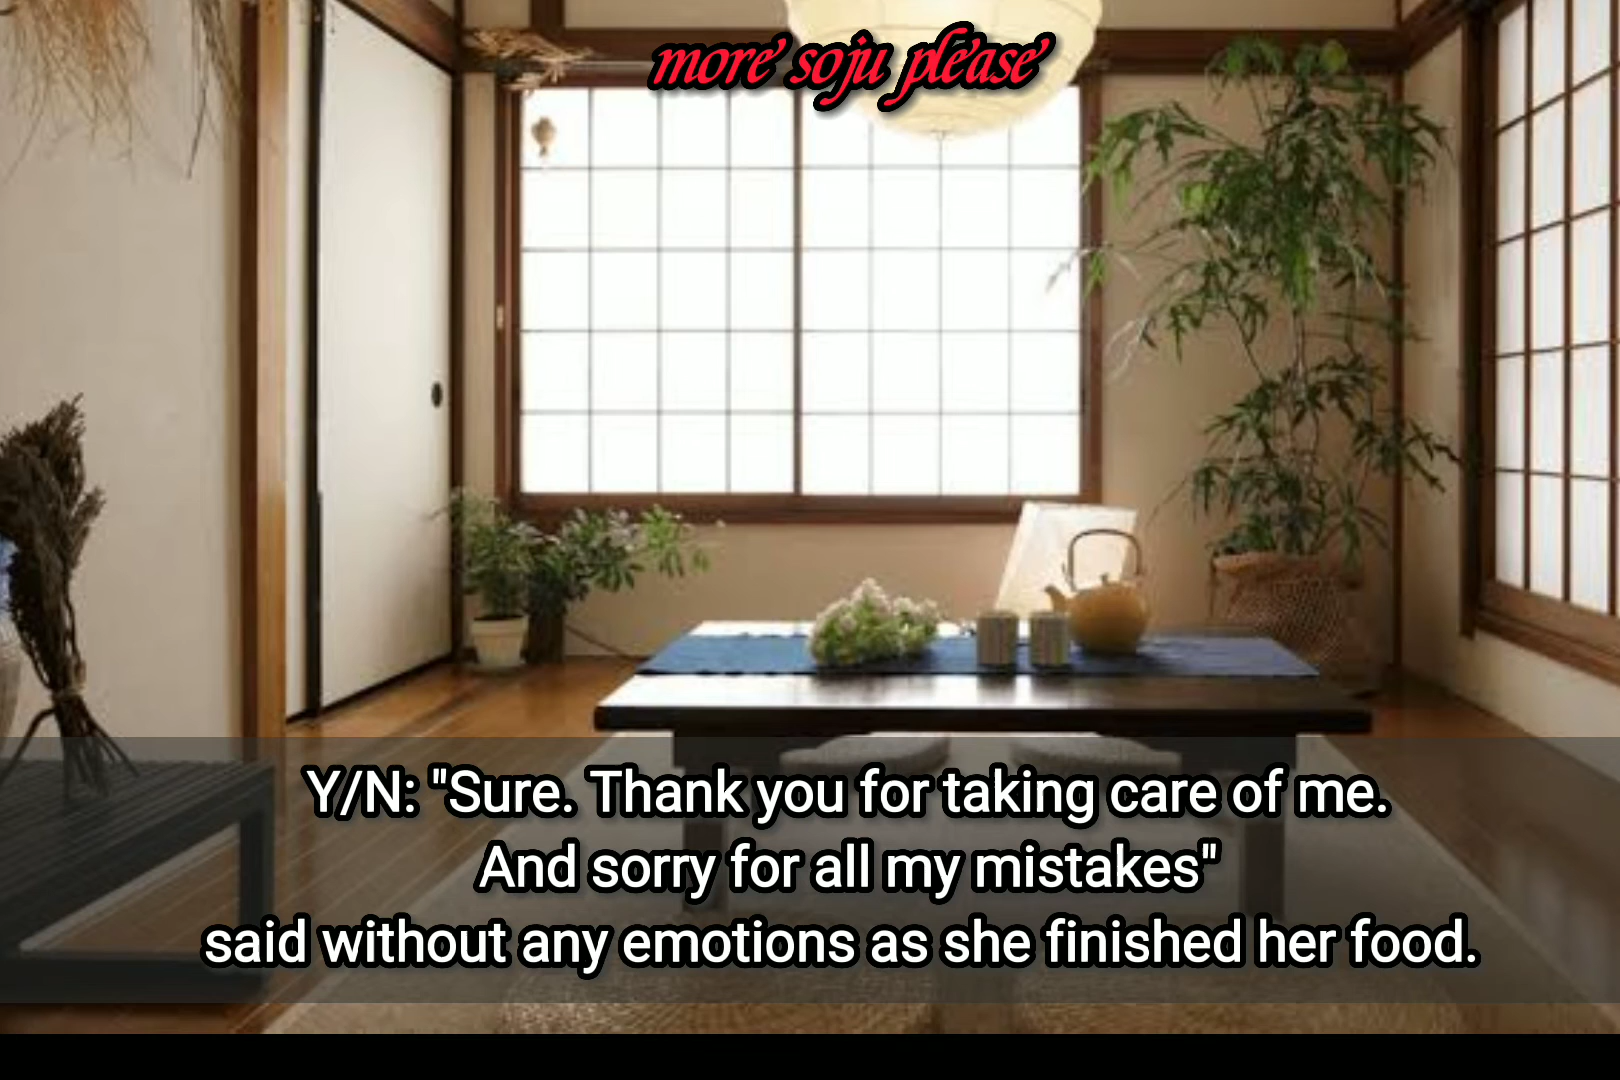 more soju please
Y/N: "Sure. Thank you for taking care of me.
And sorry for all my mistakes"
said without any emotions as she finished her food.